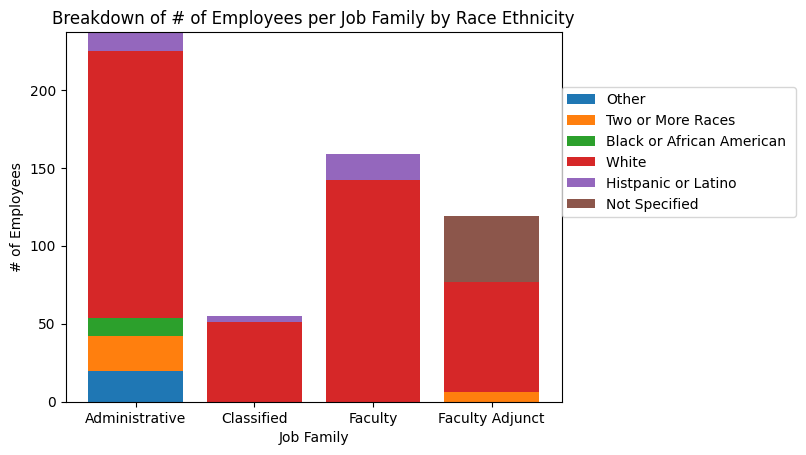 Breakdown of # of Employees per Job Family by Race Ethnicity
# of Employees
200
150
100
50
0
Administrative
Classified
Faculty
Faculty Adjunct
Job Family
Other
Two or More Races
Black or African American
White
Histpanic or Latino
Not Specified